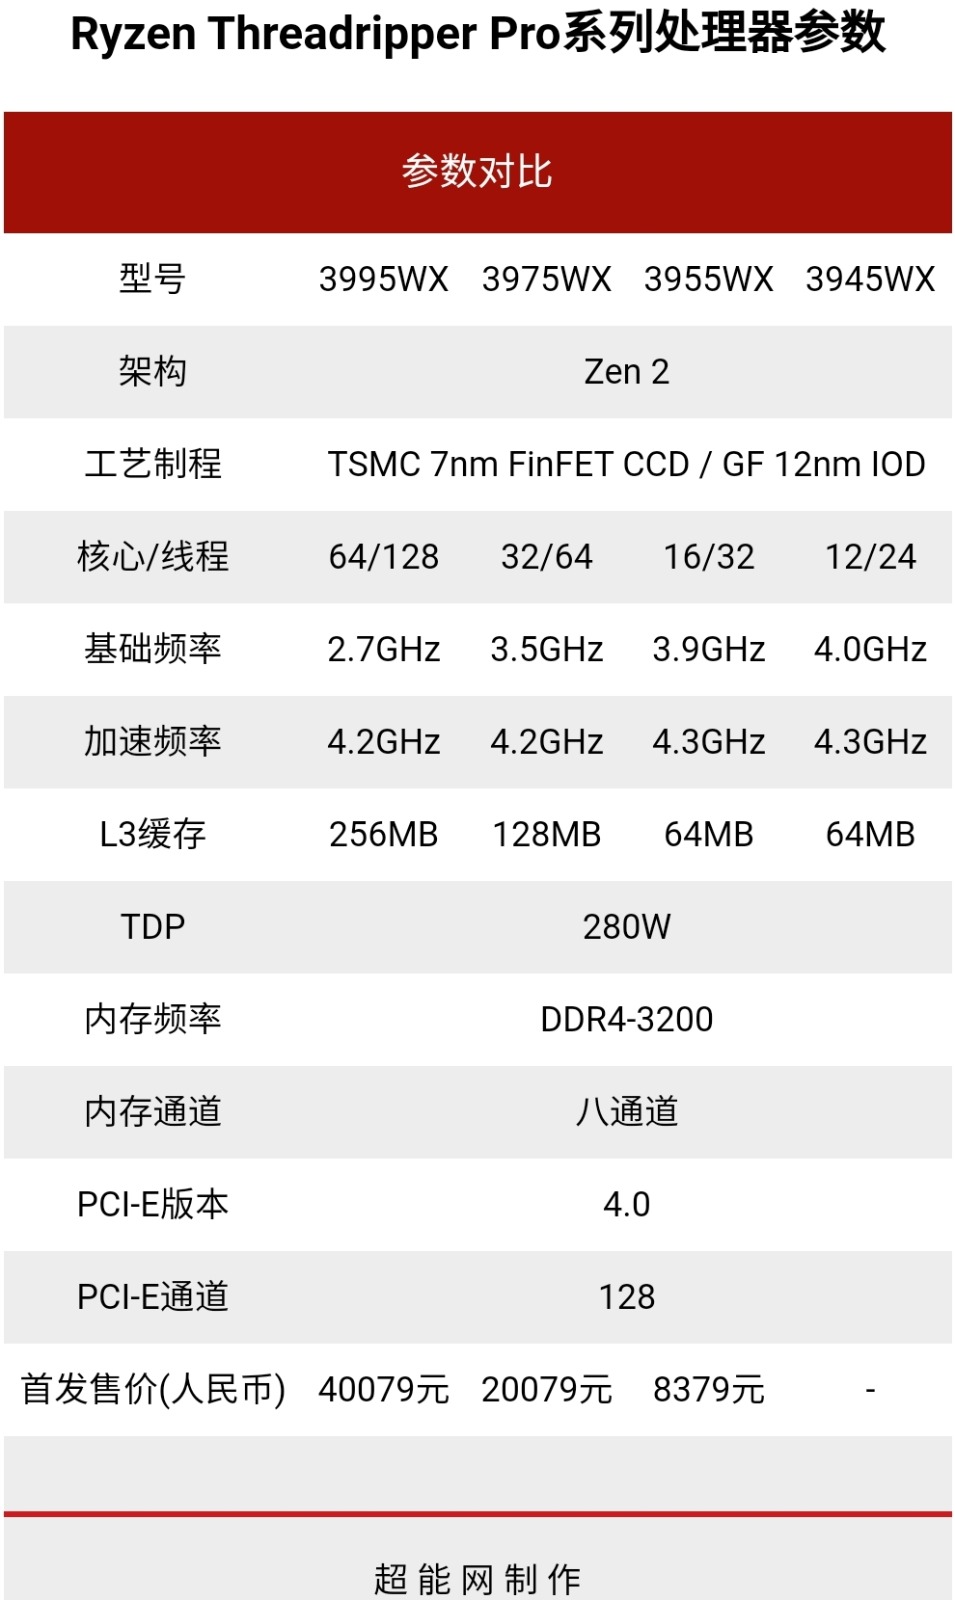 Ryzen Threadripper Pro系列处理器参数
参数对比
型号 3995WX 3975WX 3955WX 3945WX
架构 Zen 2
工艺制程 TSMC 7nm FinFET CCD / GF 12nm IOD
核心/线程 64/128 32/64 16/32 12/24
基础频率 2.7GHz 3.5GHz 3.9GHz 4.0GHz
加速频率 4.2GHz 4.2GHz 4.3GHz 4.3GHz
L3缓存 256MB 128MB 64MB 64MB
TDP 280W
内存频率 DDR4-3200
内存通道 八通道
PCI-E版本 4.0
PCI-E通道 128
首发售价(人民币) 40079元 20079元 8379元 -
超能网制作